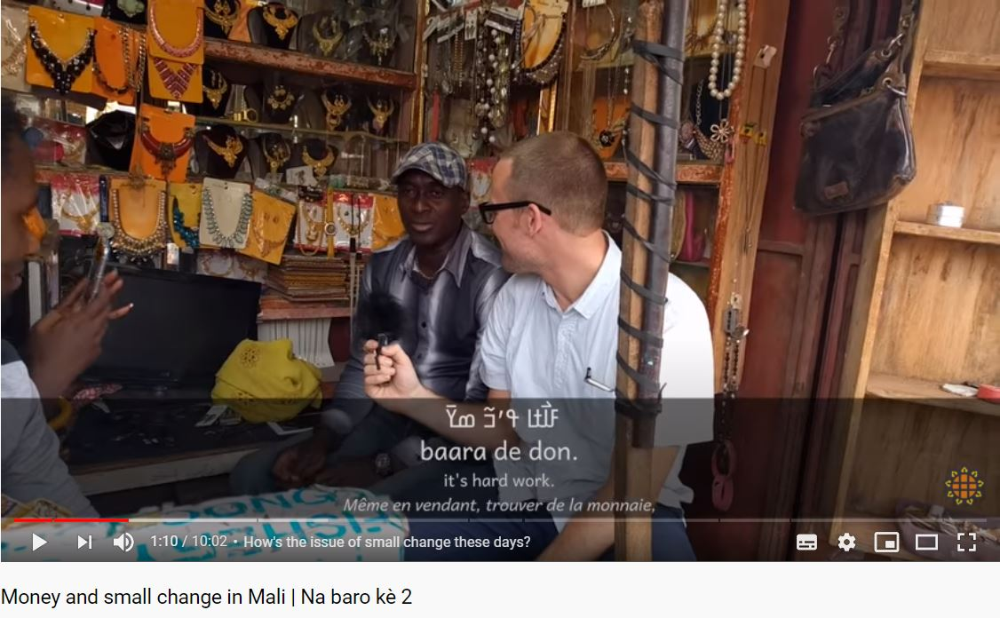 baara de don.
it's hard work.
Même en vendant, trouver de la monnaie,
1:10 / 10:02 • How's the issue of small change these days?
Money and small change in Mali | Na baro kè 2